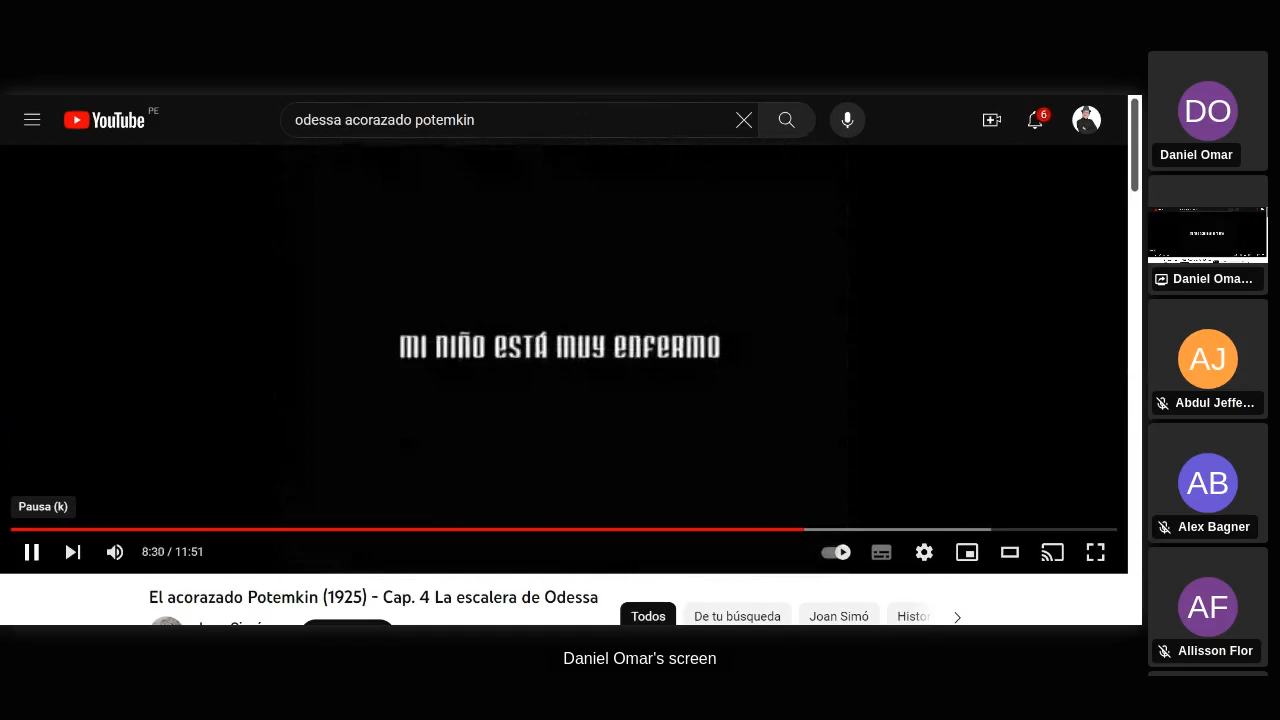 YouTube PE
odessa acorazado potemkin
6
MI NIÑO ESTÁ MUY ENFERMO
Pausa (k)
8:30 / 11:51
El acorazado Potemkin (1925) - Cap. 4 La escalera de Odessa
Todos
De tu búsqueda
Joan Simó
Histor
Daniel Omar's screen
DO
Daniel Omar
Daniel Oma...
AJ
Abdul Jeffe...
AB
Alex Bagner
AF
Allisson Flor